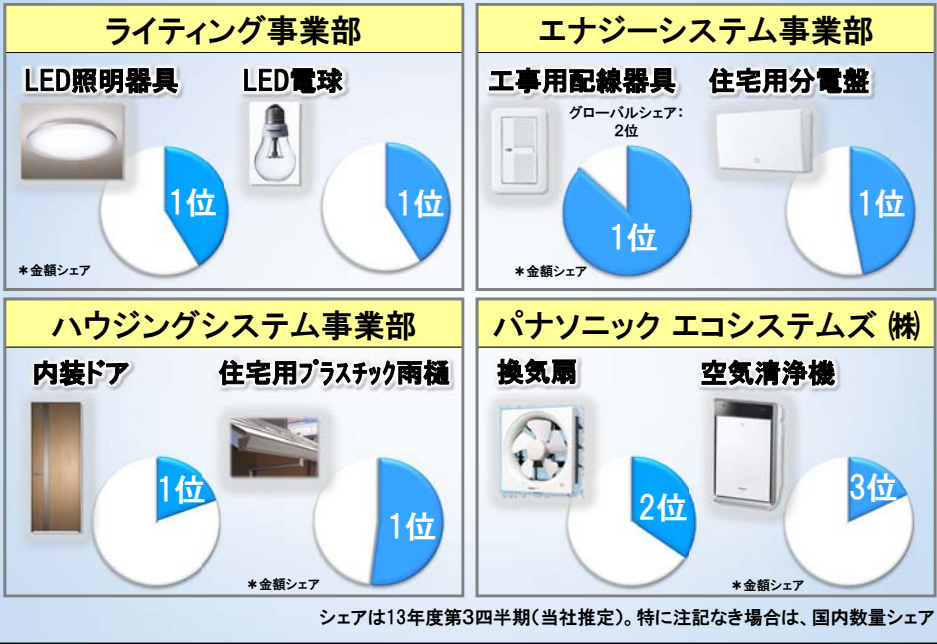 ライティング事業部
LED照明器具
LED電球
1位
1位
*金額シェア
エナジーシステム事業部
工事用配線器具
住宅用分電盤
グローバルシェア:
2位
1位
1位
*金額シェア
ハウジングシステム事業部
内装ドア
住宅用プラスチック雨樋
1位
1位
*金額シェア
パナソニック エコシステムズ ㈱
換気扇
空気清浄機
2位
3位
*金額シェア
シェアは13年度第3四半期(当社推定)。特に注記なき場合は、国内数量シェア